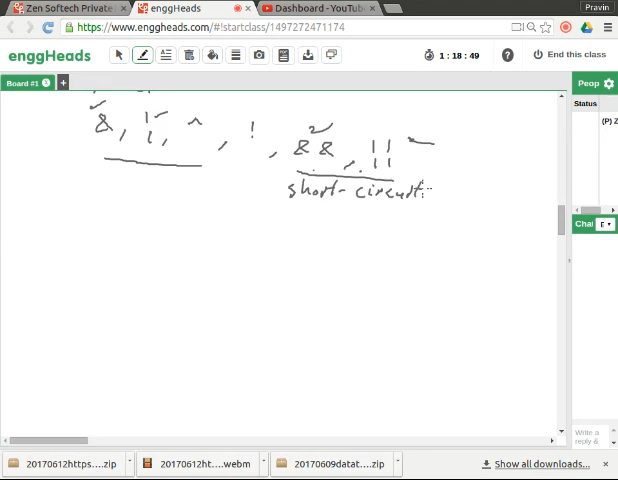 Zen Softech Private
enggHeads
Dashboard - YouTube
Pravin
https://www.enggheads.com/#!startclass/1497272471174
enggHeads
1 : 18 : 49
End this class
Board #1
Peop
Status
(P) Z
&, |, ^, !, &&, ||
short-circuit
Chat
E
Write a
reply &
20170612https....zip
20170612ht....webm
20170609datat....zip
Show all downloads...